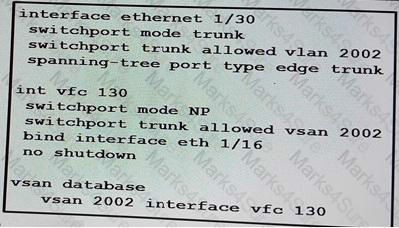 interface ethernet 1/30
switchport mode trunk
switchport trunk allowed vlan 2002
spanning-tree port type edge trunk
int vfc 130
switchport mode NP
switchport trunk allowed vsan 2002
bind interface eth 1/16
no shutdown
vsan database
vsan 2002 interface vfc 130